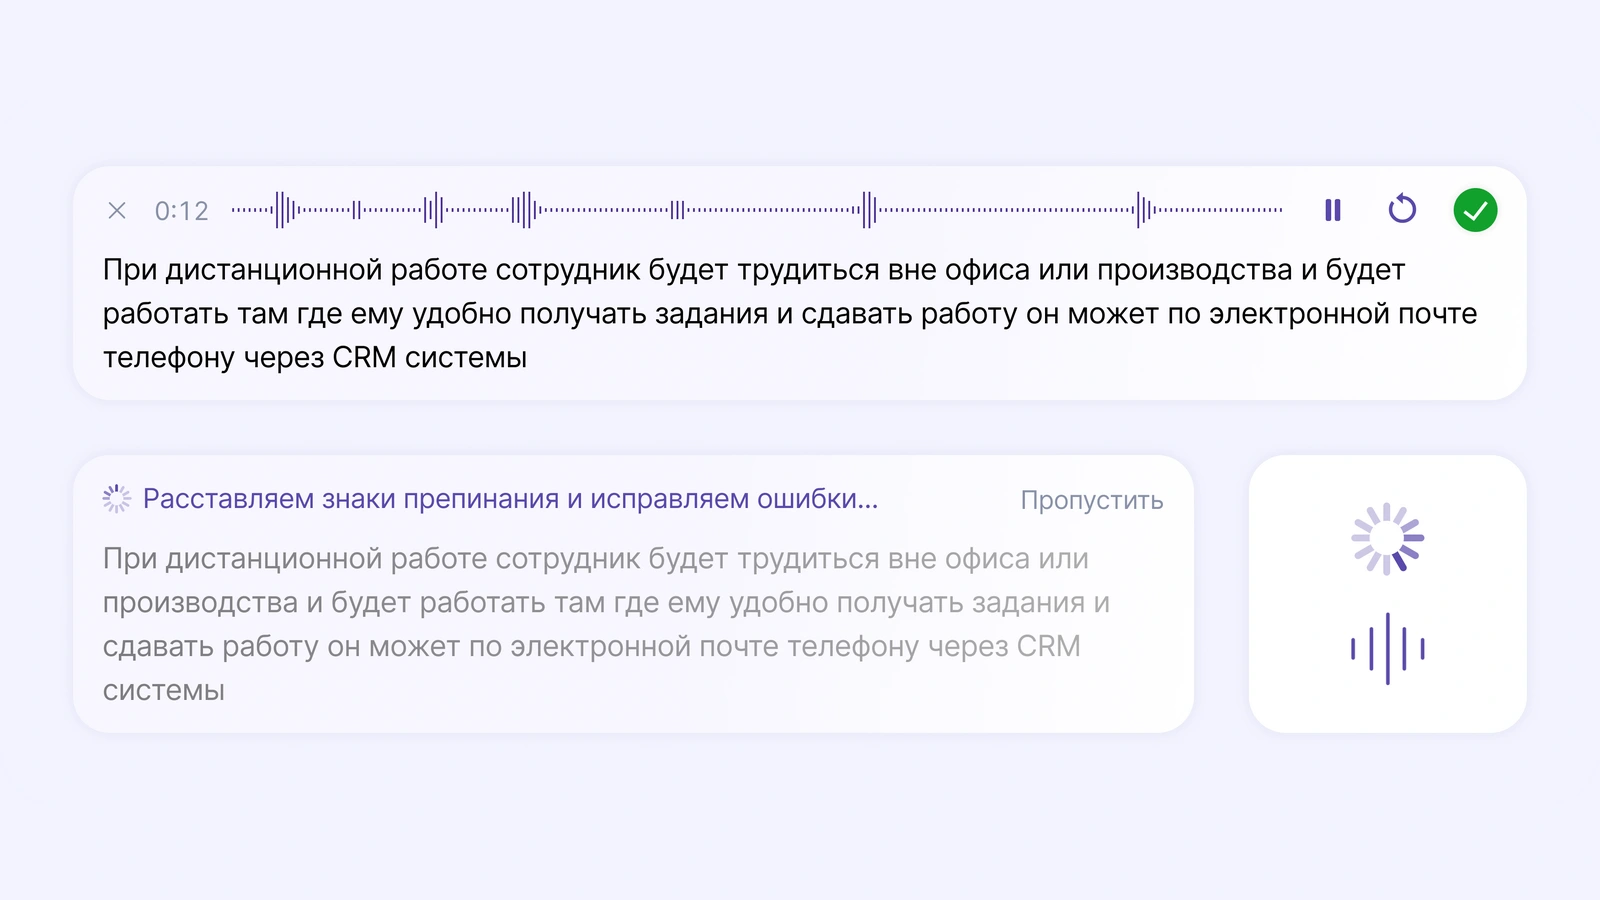 0:12
При дистанционной работе сотрудник будет трудиться вне офиса или производства и будет
работать там где ему удобно получать задания и сдавать работу он может по электронной почте
телефону через CRM системы
Расставляем знаки препинания и исправляем ошибки...
Пропустить
При дистанционной работе сотрудник будет трудиться вне офиса или
производства и будет работать там где ему удобно получать задания и
сдавать работу он может по электронной почте телефону через CRM
системы